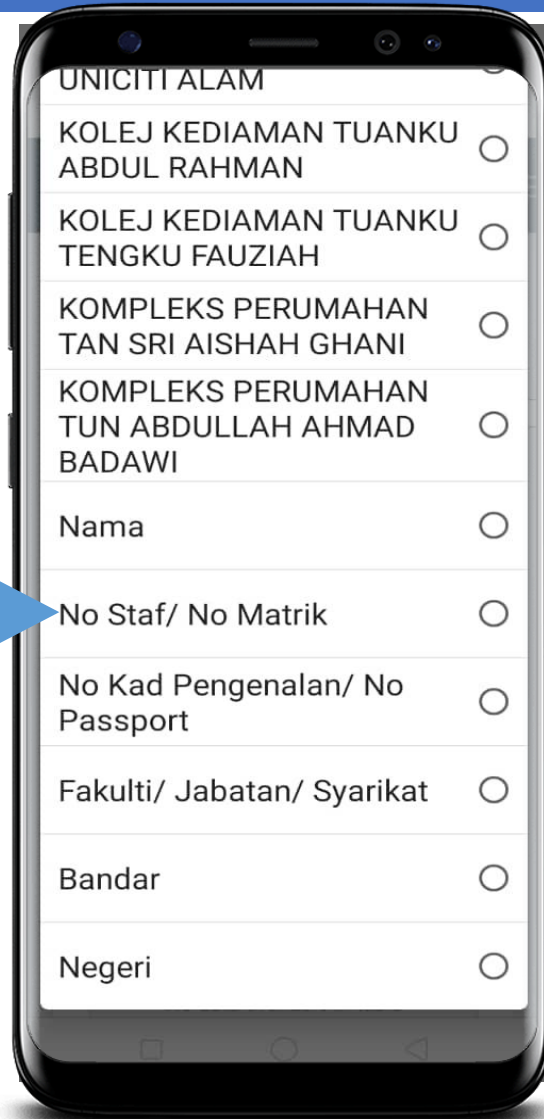 UNICITI ALAM
KOLEJ KEDIAMAN TUANKU
ABDUL RAHMAN
KOLEJ KEDIAMAN TUANKU
TENGKU FAUZIAH
KOMPLEKS PERUMAHAN
TAN SRI AISHAH GHANI
KOMPLEKS PERUMAHAN
TUN ABDULLAH AHMAD
BADAWI
Nama
No Staf/ No Matrik
No Kad Pengenalan/ No
Passport
Fakulti/ Jabatan/ Syarikat
Bandar
Negeri